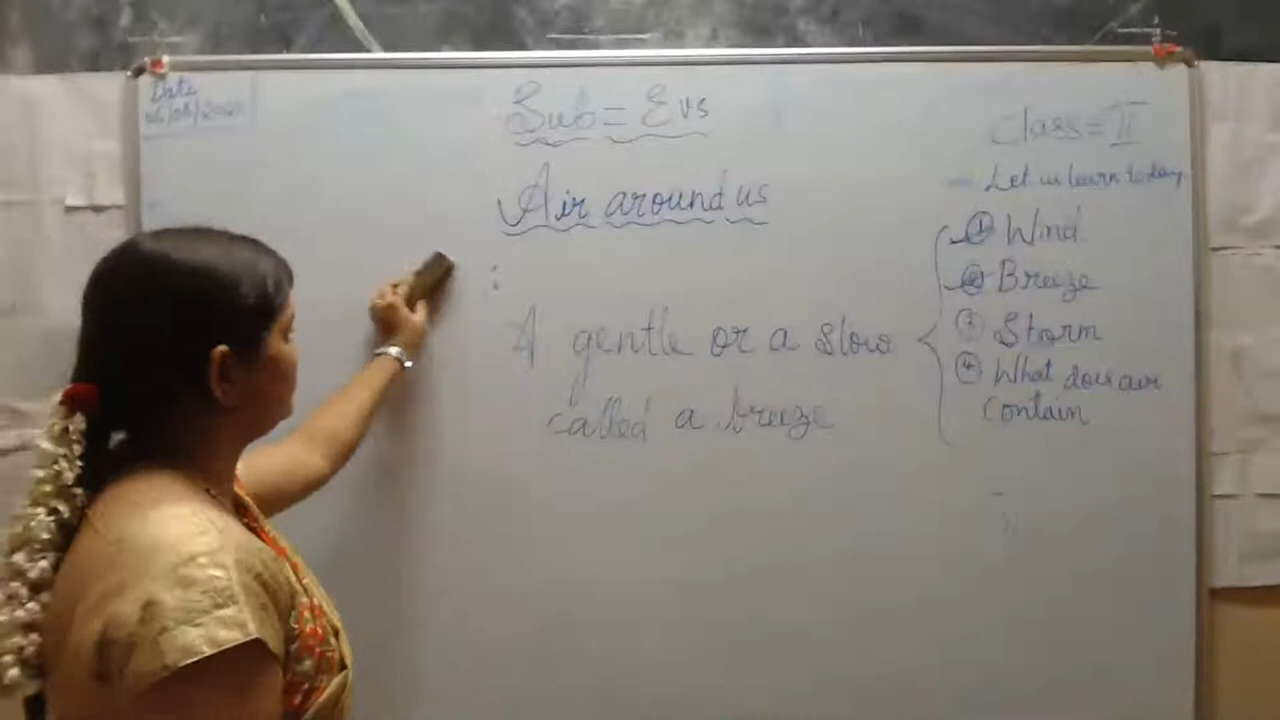 Date
Sub = Evs
Class = II
Air around us
Let us learn today
① Wind
② Breeze
③ Storm
④ What does air
contain
A gentle or a slow
called a breeze